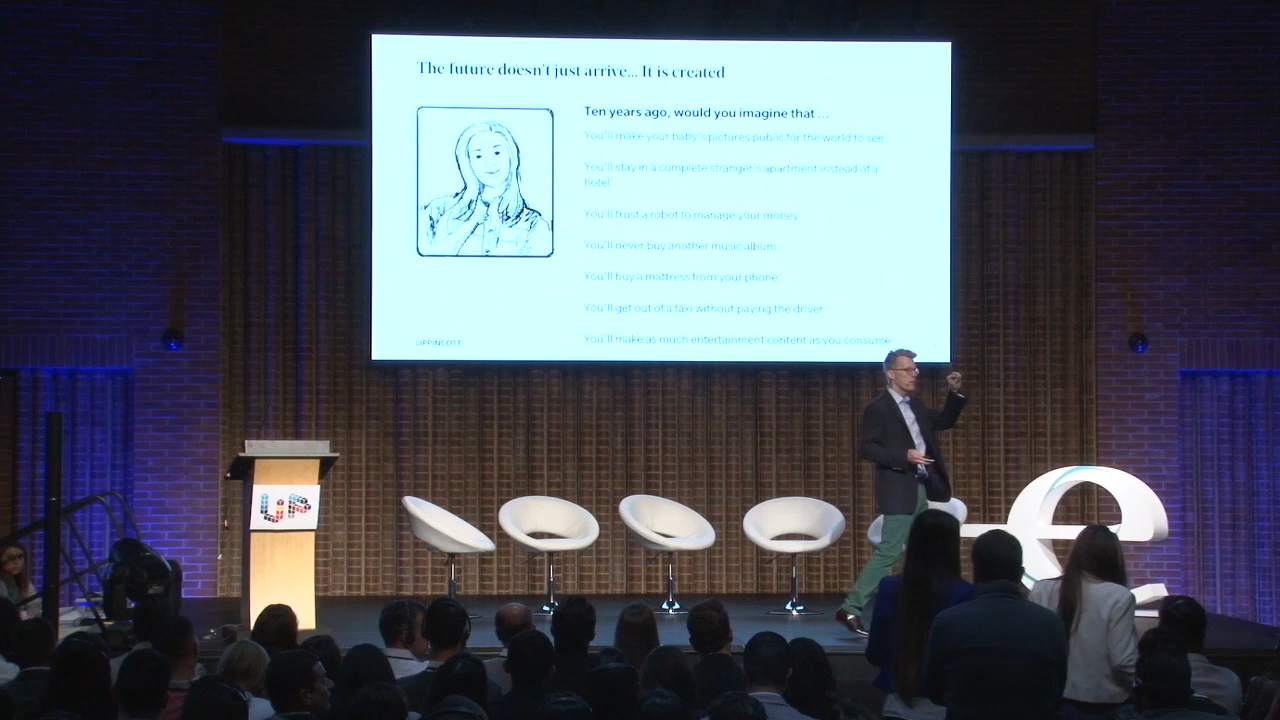 The future doesn't just arrive... It is created
Ten years ago, would you imagine that ...
You'll make your baby's pictures public for the world to see
You'll stay in a complete stranger's apartment instead of a
hotel
You'll trust a robot to manage your money
You'll never buy another music album
You'll buy a mattress from your phone
You'll get out of a taxi without paying the driver
You'll make as much entertainment content as you consume
LIPPINCOTT
UP
e